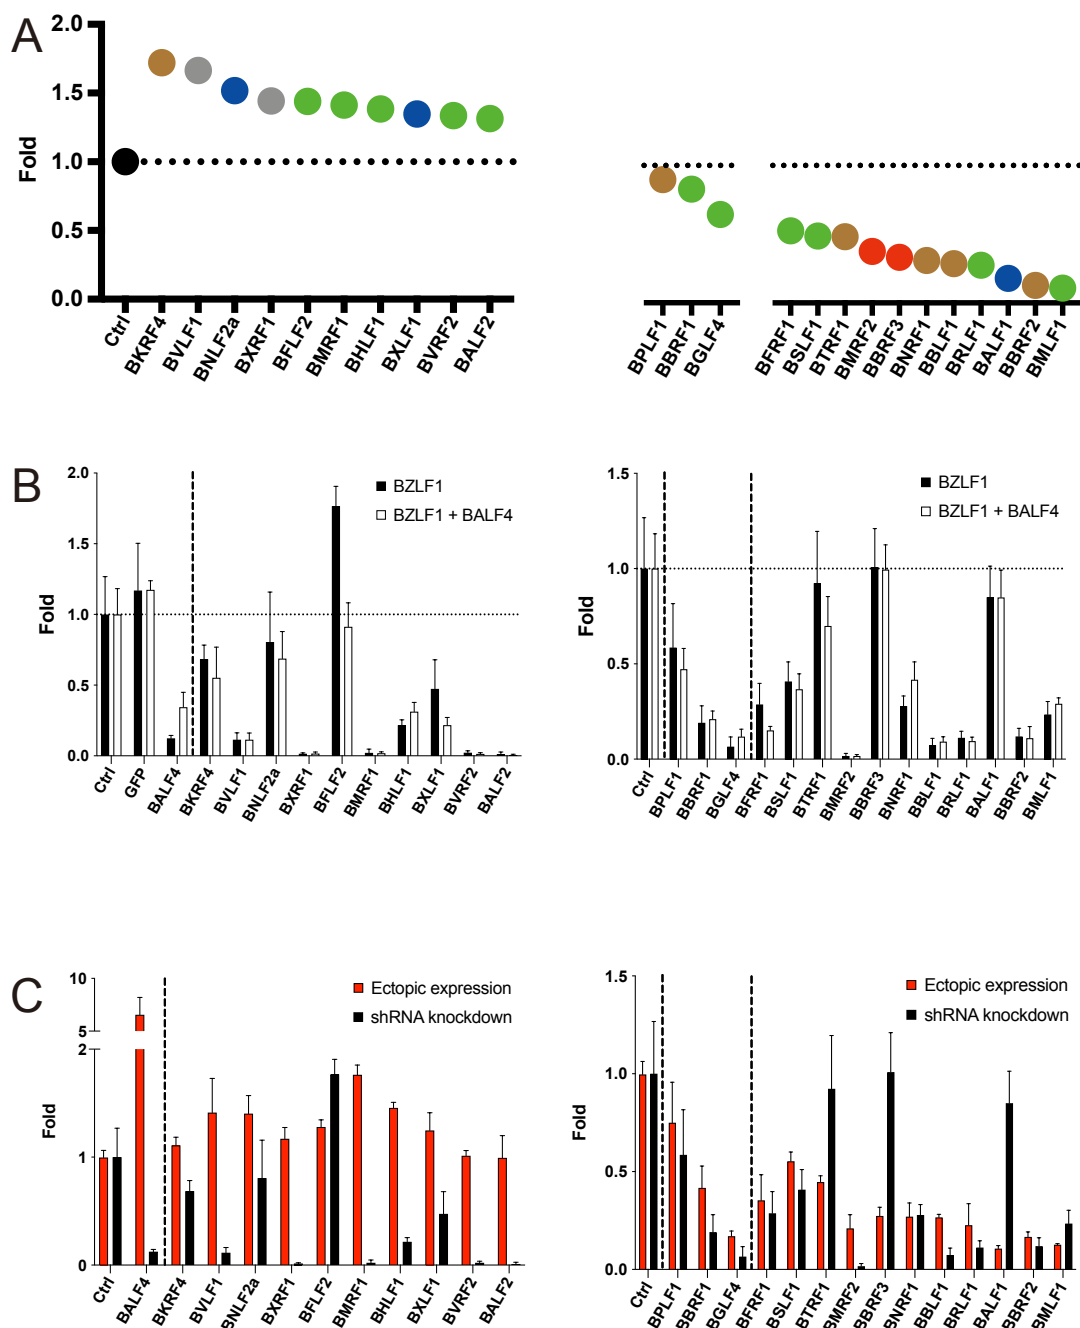 A
2.0
1.5
1.0
0.5
0.0
Fold
Ctrl
BKRF4
BVLF1
BNLF2a
BXRF1
BFLF2
BMRF1
BHLF1
BXLF1
BVRF2
BALF2
BPLF1
BBRF1
BGLF4
BFRF1
BSLF1
BTRF1
BMRF2
BBRF3
BNRF1
BBLF1
BRLF1
BALF1
BBRF2
BMLF1
B
2.0
1.5
1.0
0.5
0.0
Fold
BZLF1
BZLF1 + BALF4
Ctrl
GFP
BALF4
BKRF4
BVLF1
BNLF2a
BXRF1
BFLF2
BMRF1
BHLF1
BXLF1
BVRF2
BALF2
1.5
1.0
0.5
0.0
Fold
BZLF1
BZLF1 + BALF4
Ctrl
BPLF1
BBRF1
BGLF4
BFRF1
BSLF1
BTRF1
BMRF2
BBRF3
BNRF1
BBLF1
BRLF1
BALF1
BBRF2
BMLF1
C
10
5
2
1
0
Fold
Ectopic expression
shRNA knockdown
Ctrl
BALF4
BKRF4
BVLF1
BNLF2a
BXRF1
BFLF2
BMRF1
BHLF1
BXLF1
BVRF2
BALF2
1.5
1.0
0.5
0.0
Fold
Ectopic expression
shRNA knockdown
Ctrl
BPLF1
BBRF1
BGLF4
BFRF1
BSLF1
BTRF1
BMRF2
BBRF3
BNRF1
BBLF1
BRLF1
BALF1
BBRF2
BMLF1